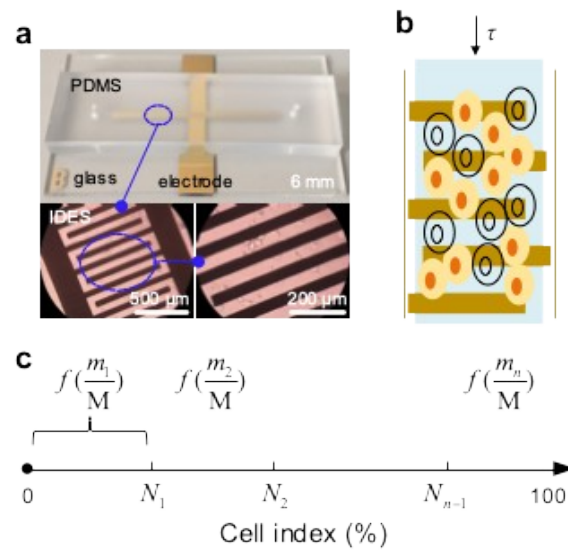 a
PDMS
glass
electrode
6 mm
IDES
500 µm
200 µm
b
τ
c
f(m₁/M) f(m₂/M) f(mₙ/M)
0 N₁ N₂ Nₙ₋₁ 100
Cell index (%)